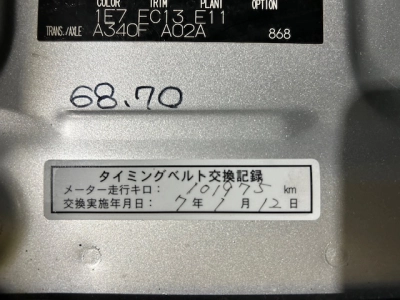 COLOR TRIM PLANT OPTION
1E7 FC13 E11
TRANS./AXLE A340F A02A 868
68.70
タイミングベルト交換記録
メーター走行キロ: 101975 km
交換実施年月日: 7年 1月 12日